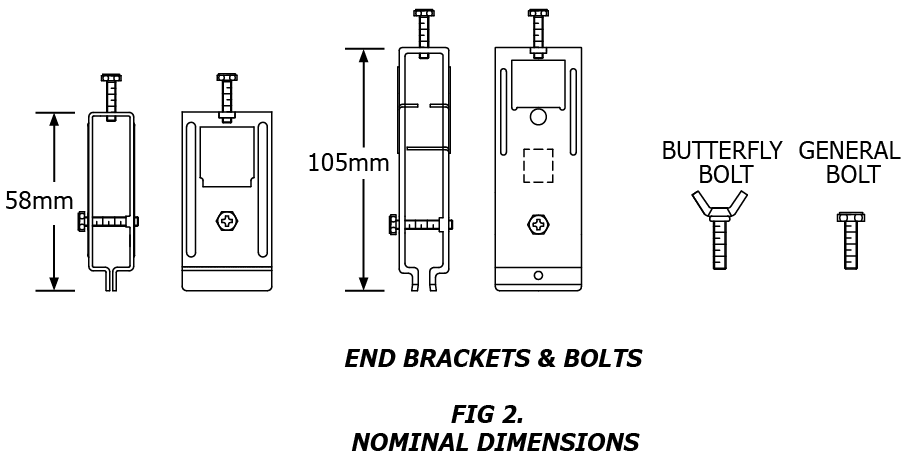 58mm
105mm
BUTTERFLY BOLT
GENERAL BOLT
END BRACKETS & BOLTS
FIG 2.
NOMINAL DIMENSIONS